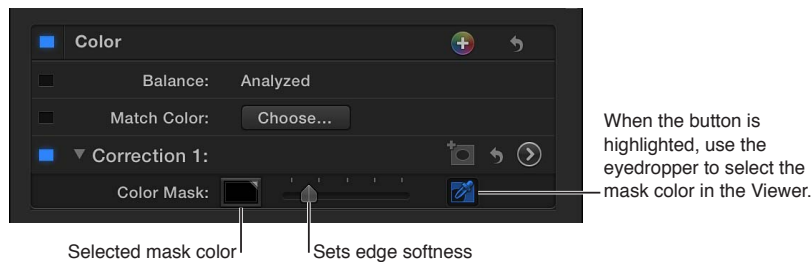 Color
Balance: Analyzed
Match Color: Choose...
Correction 1:
Color Mask:
When the button is
highlighted, use the
eyedropper to select the
mask color in the Viewer.
Selected mask color
Sets edge softness